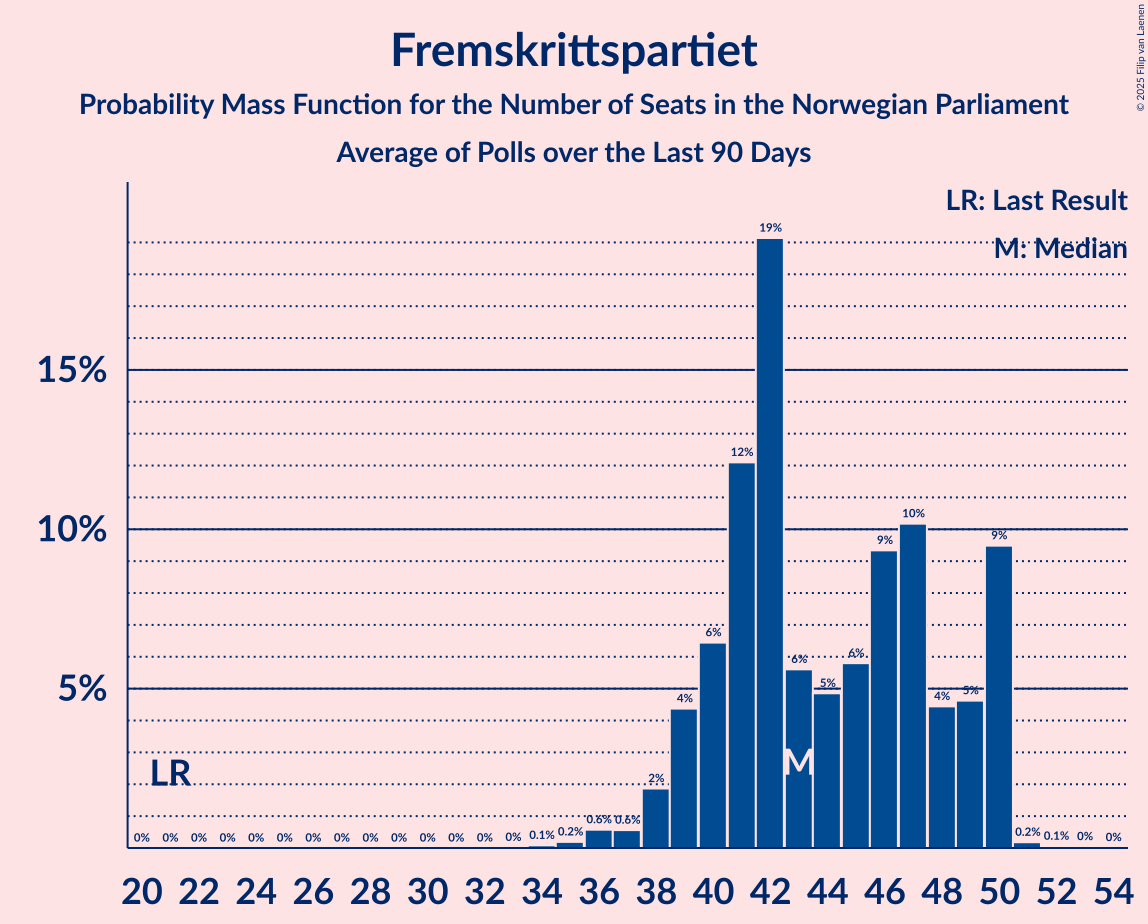 Fremskrittspartiet
Probability Mass Function for the Number of Seats in the Norwegian Parliament
Average of Polls over the Last 90 Days
© 2025 Filip van Laenen
LR: Last Result
M: Median
19%
15%
12%
10%
10%
9%
9%
6%
6%
6%
5%
5%
4%
4%
5%
M
LR
2%
0% 0% 0% 0% 0% 0% 0% 0% 0% 0% 0% 0% 0% 0% 0.1% 0.2% 0.6% 0.6% 0.2% 0.1% 0% 0%
20 22 24 26 28 30 32 34 36 38 40 42 44 46 48 50 52 54